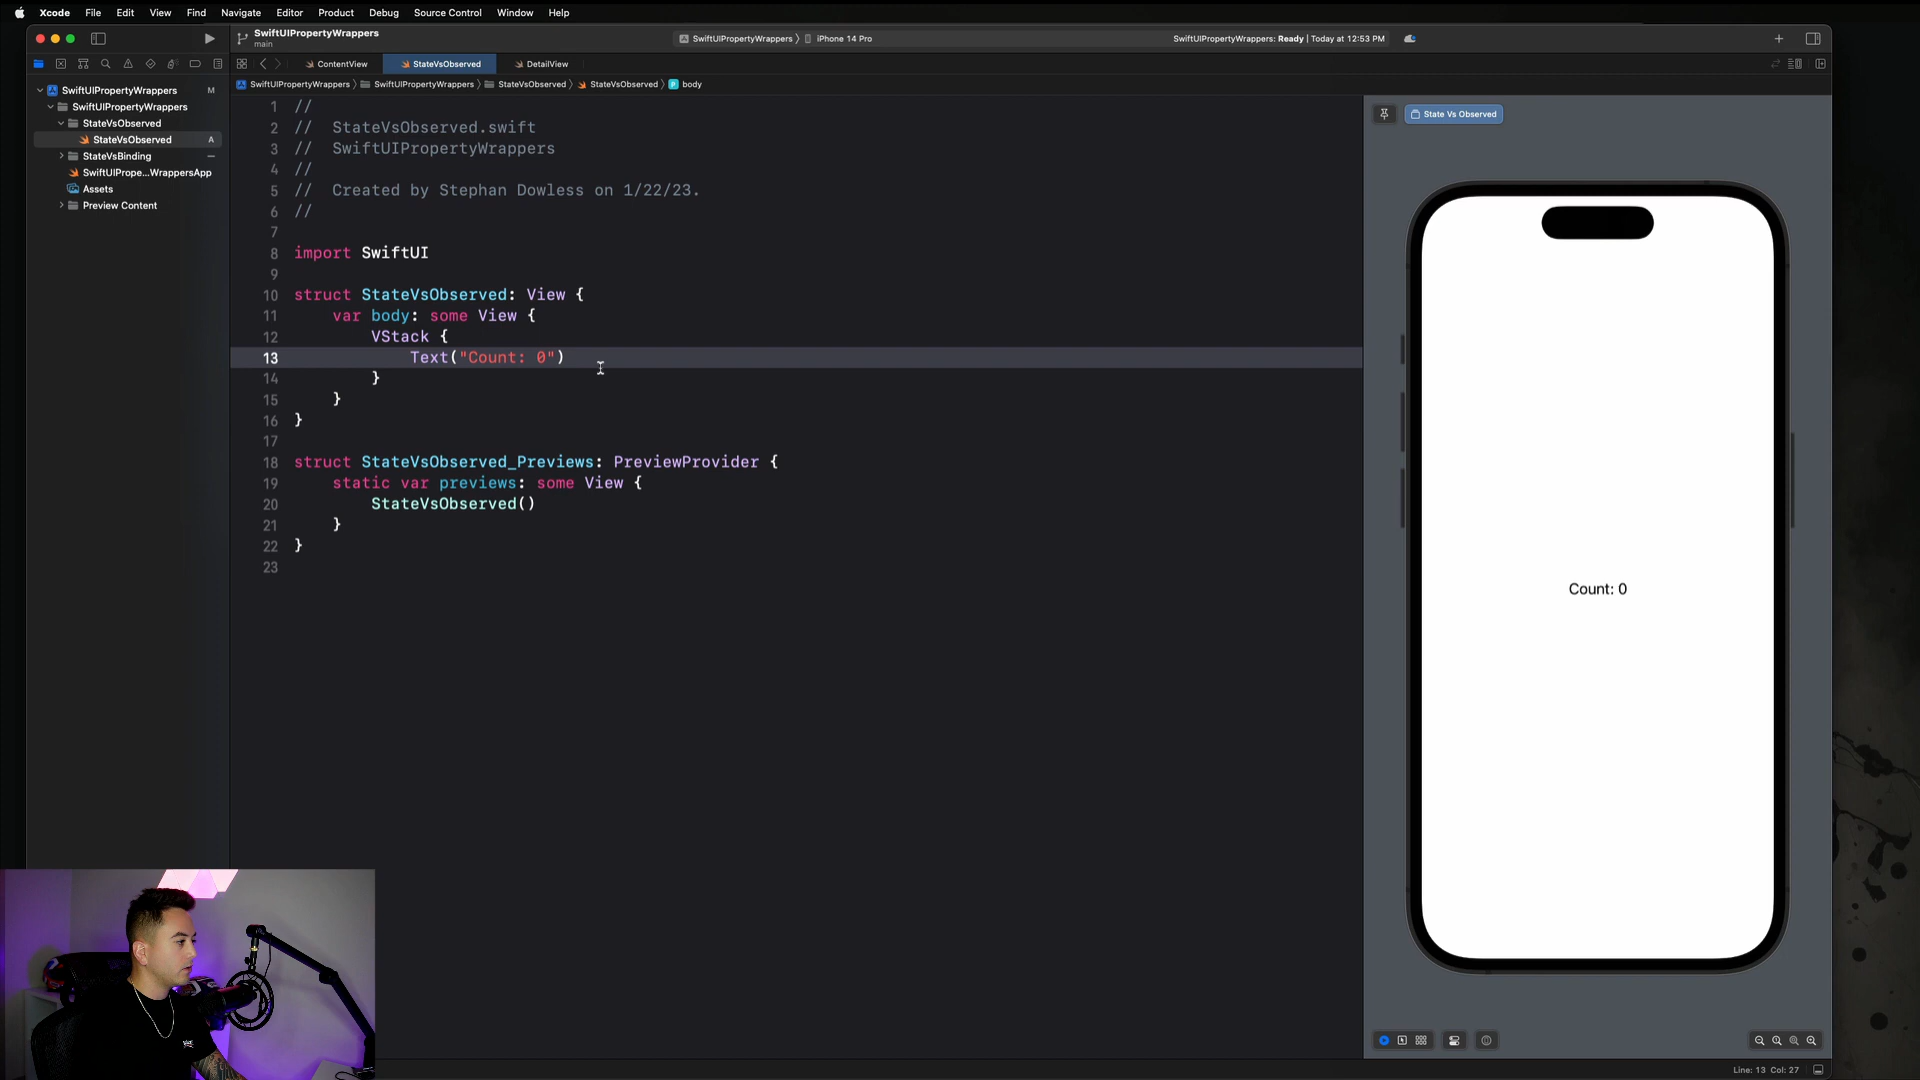 Xcode File Edit View Find Navigate Editor Product Debug Source Control Window Help
SwiftUIPropertyWrappers
main
SwiftUIPropertyWrappers 〉 iPhone 14 Pro
SwiftUIPropertyWrappers: Ready | Today at 12:53 PM
ContentView StateVsObserved DetailView
SwiftUIPropertyWrappers 〉 SwiftUIPropertyWrappers 〉 StateVsObserved 〉 StateVsObserved 〉 body
SwiftUIPropertyWrappers M
SwiftUIPropertyWrappers
StateVsObserved
StateVsObserved A
StateVsBinding
SwiftUIPrope...WrappersApp
Assets
Preview Content
1 //
2 //  StateVsObserved.swift
3 //  SwiftUIPropertyWrappers
4 //
5 //  Created by Stephan Dowless on 1/22/23.
6 //
7
8 import SwiftUI
9
10 struct StateVsObserved: View {
11     var body: some View {
12         VStack {
13             Text("Count: 0")
14         }
15     }
16 }
17
18 struct StateVsObserved_Previews: PreviewProvider {
19     static var previews: some View {
20         StateVsObserved()
21     }
22 }
23
State Vs Observed
Count: 0
Line: 13 Col: 27